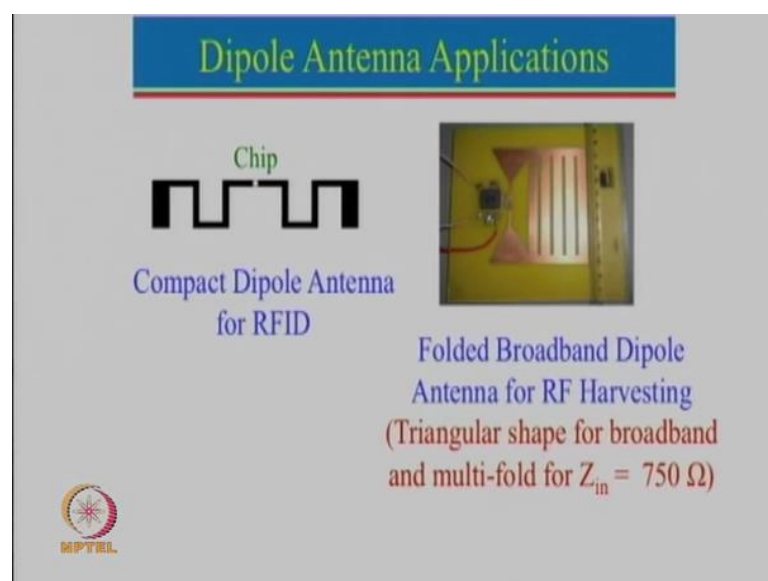 Dipole Antenna Applications
Chip
Compact Dipole Antenna
for RFID
Folded Broadband Dipole
Antenna for RF Harvesting
(Triangular shape for broadband
and multi-fold for Zin = 750 Ω)
NPTEL